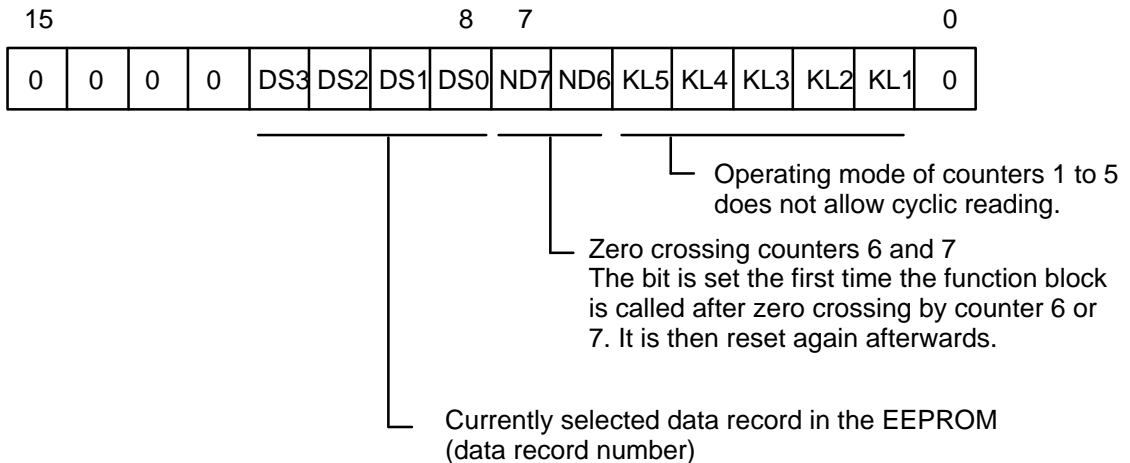 15 8 7 0
0 0 0 0 DS3 DS2 DS1 DS0 ND7 ND6 KL5 KL4 KL3 KL2 KL1 0
Operating mode of counters 1 to 5
does not allow cyclic reading.
Zero crossing counters 6 and 7
The bit is set the first time the function block
is called after zero crossing by counter 6 or
7. It is then reset again afterwards.
Currently selected data record in the EEPROM
(data record number)